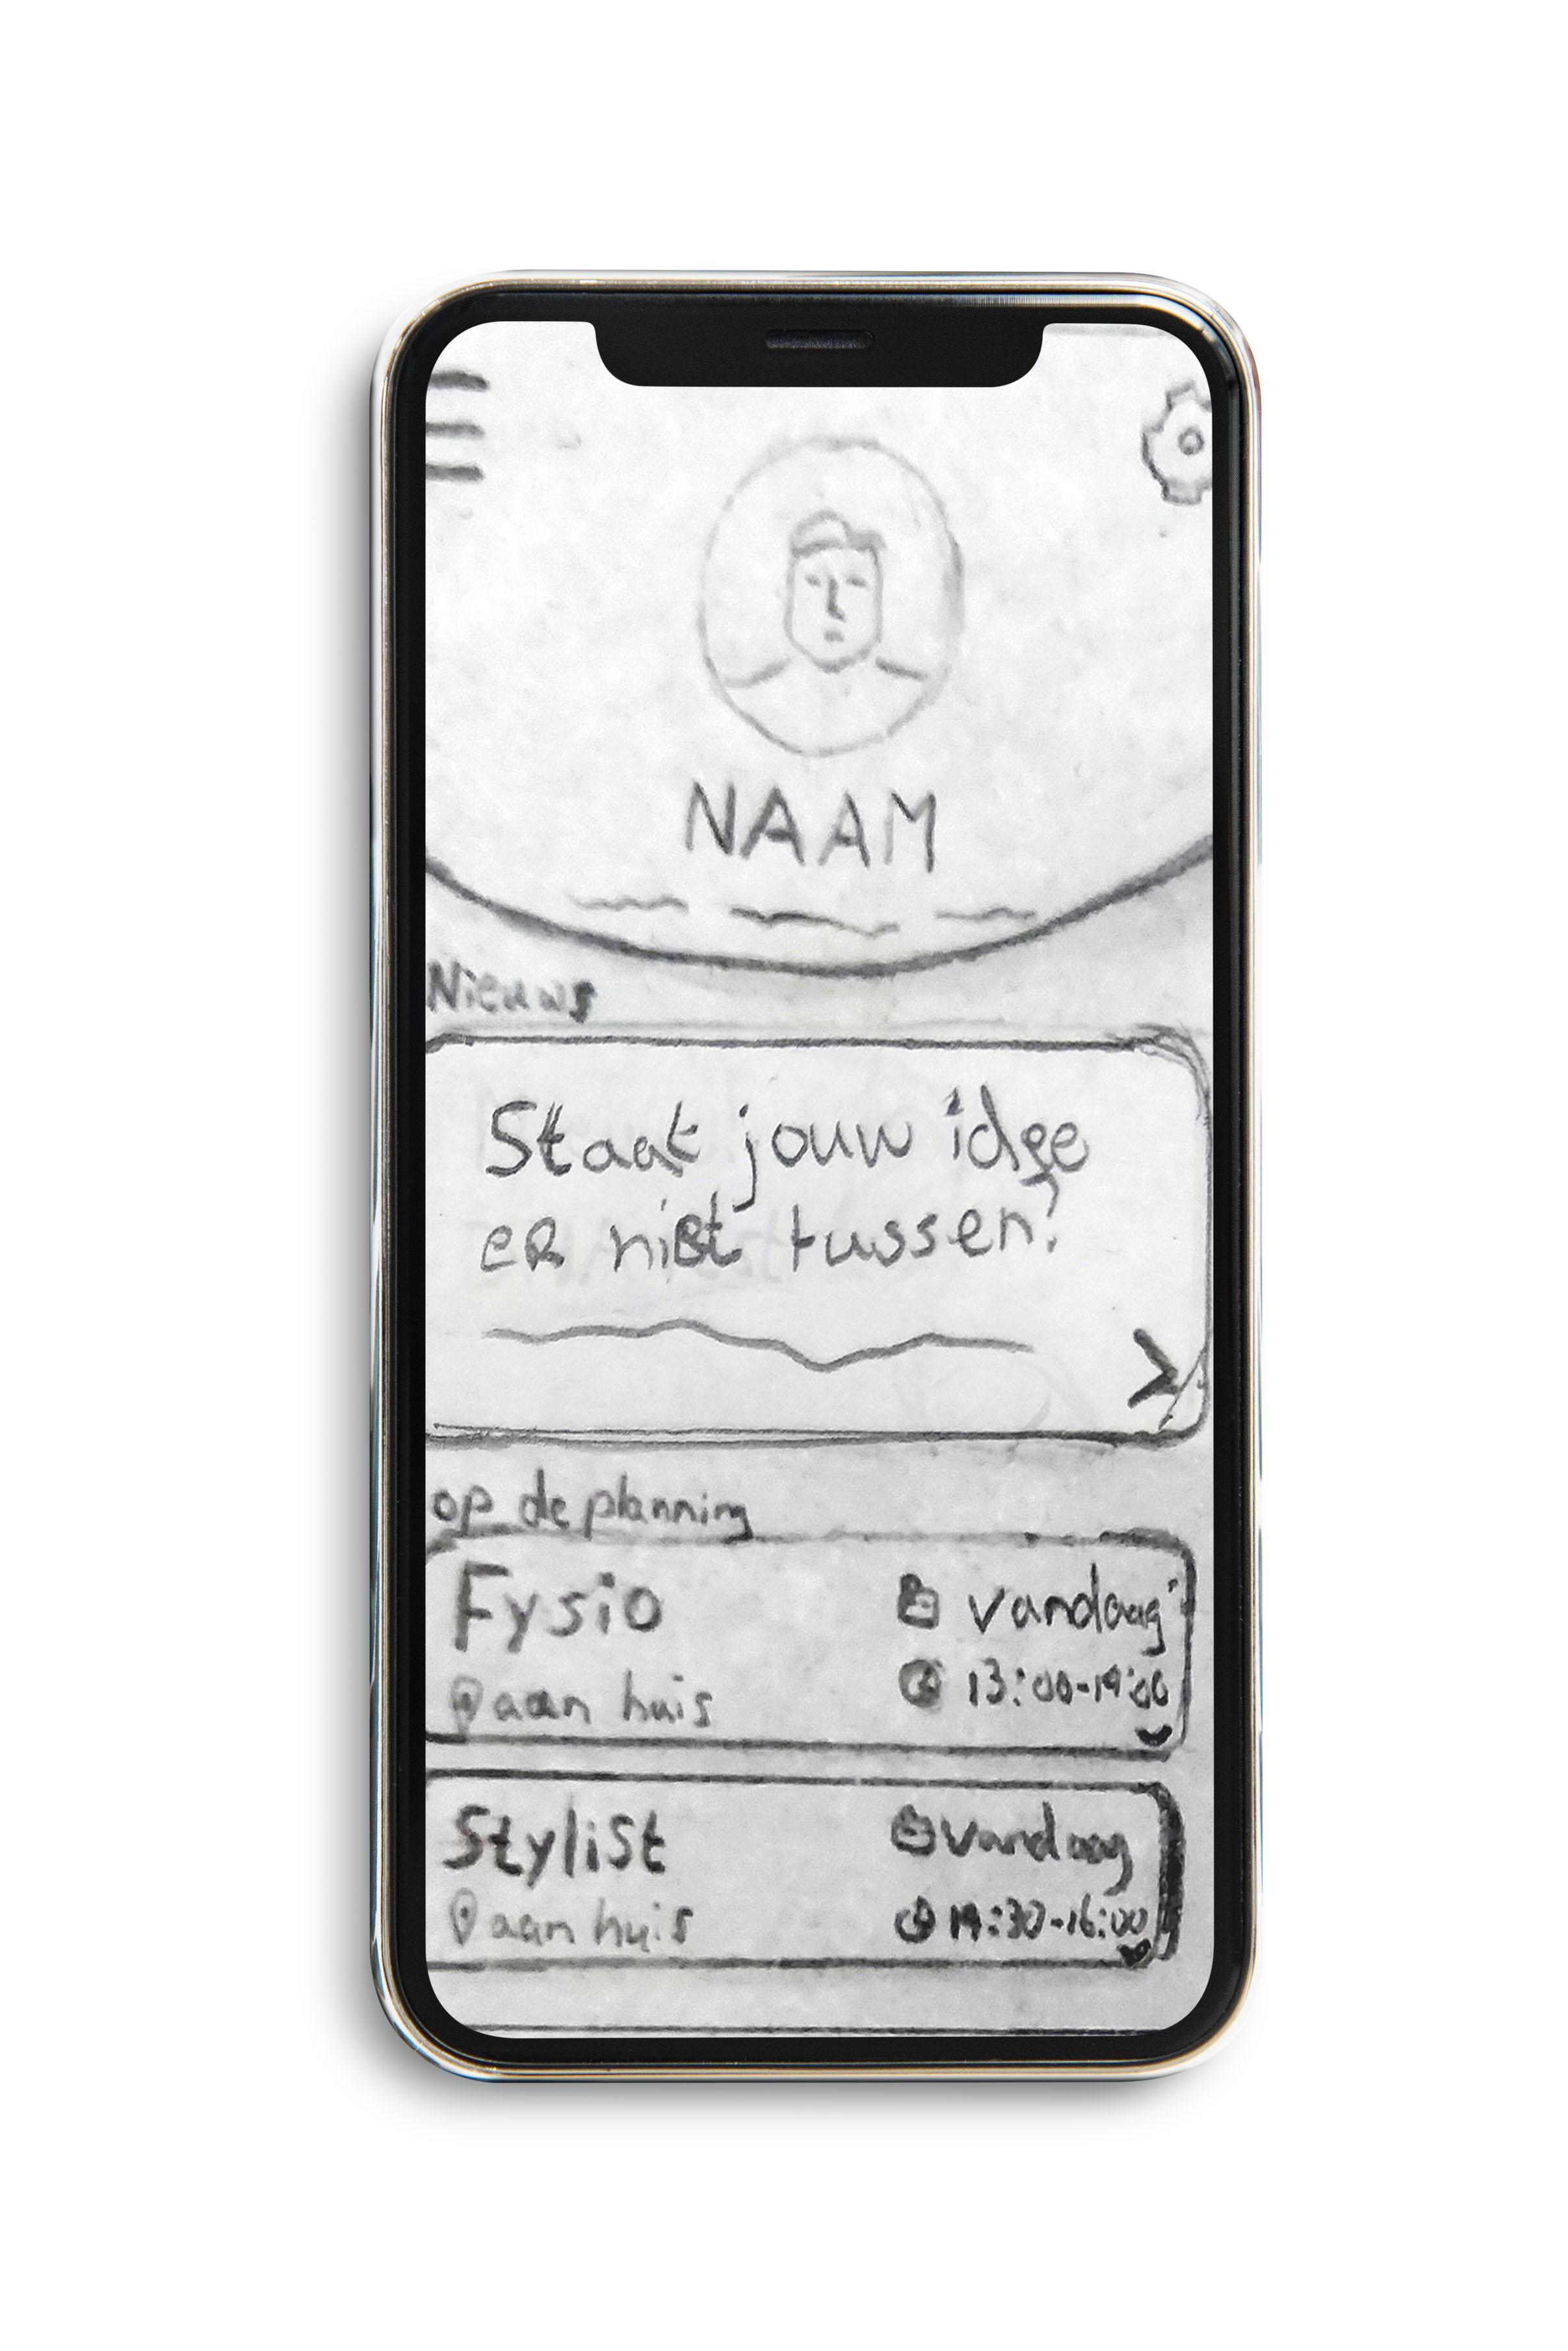 NAAM
Nieuws
Staat jouw idee
er niet tussen?
op de planning
Fysio
vandaag
aan huis
13:00-14:00
Stylist
vandaag
aan huis
14:30-16:00